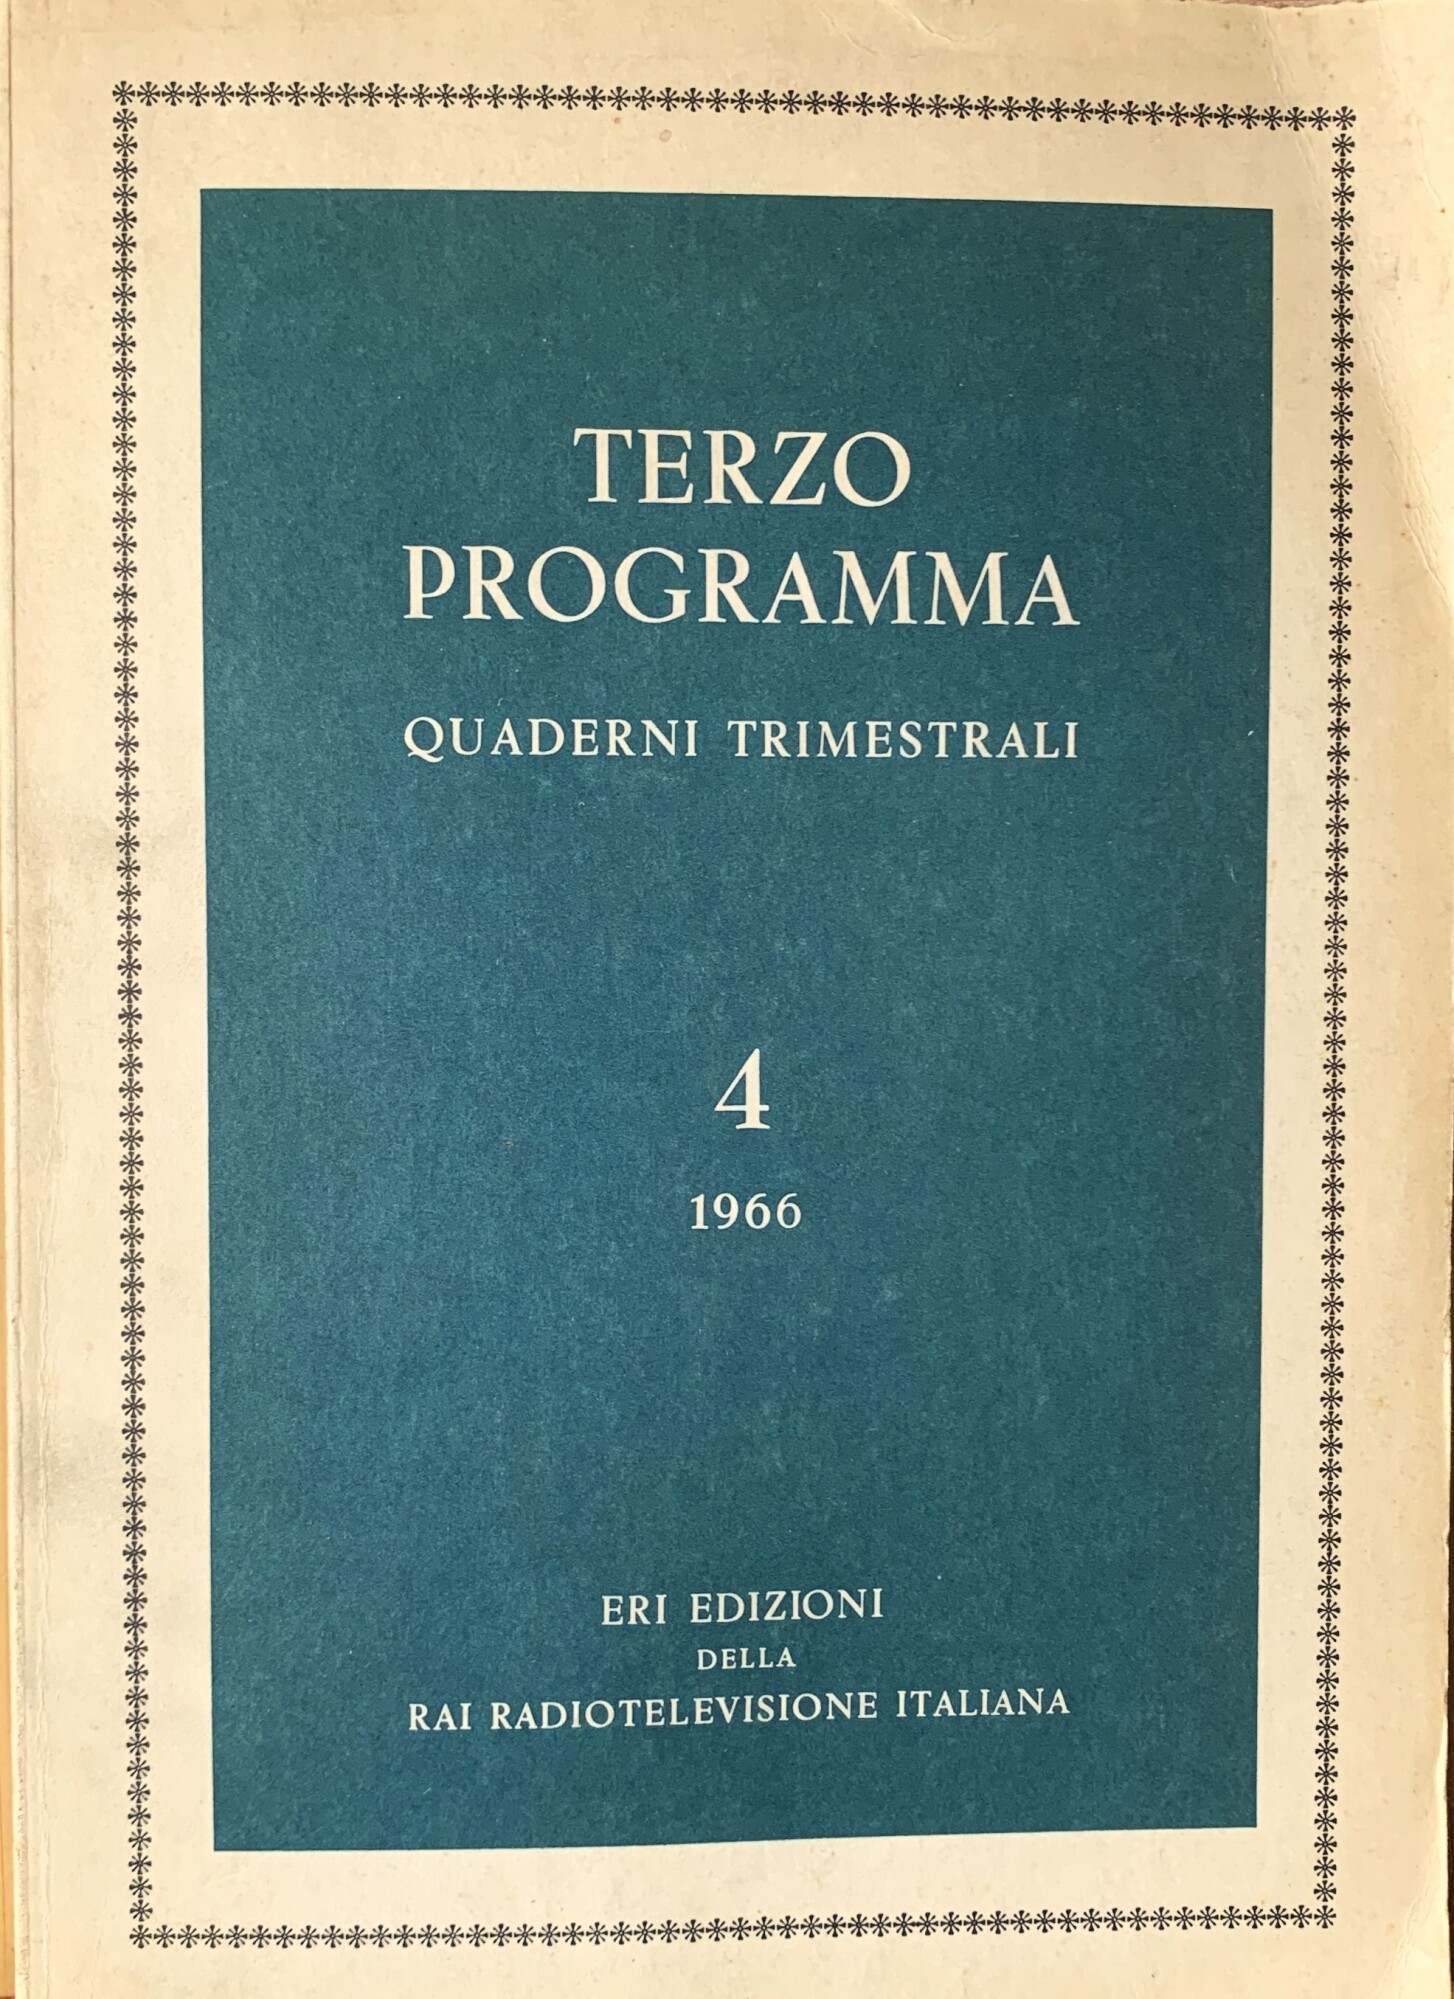 TERZO
PROGRAMMA
QUADERNI TRIMESTRALI
4
1966
ERI EDIZIONI
DELLA
RAI RADIOTELEVISIONE ITALIANA